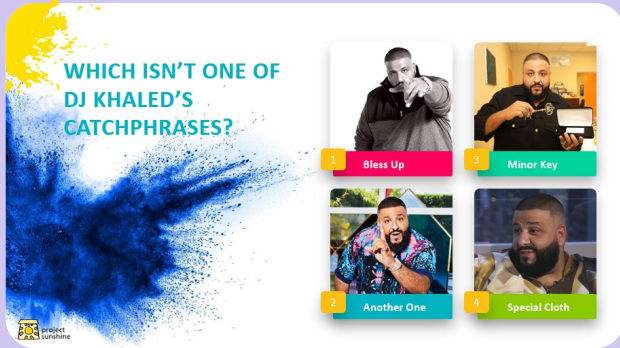 WHICH ISN'T ONE OF
DJ KHALED'S
CATCHPHRASES?
1
Bless Up
3
Minor Key
2
Another One
4
Special Cloth
project
sunshine